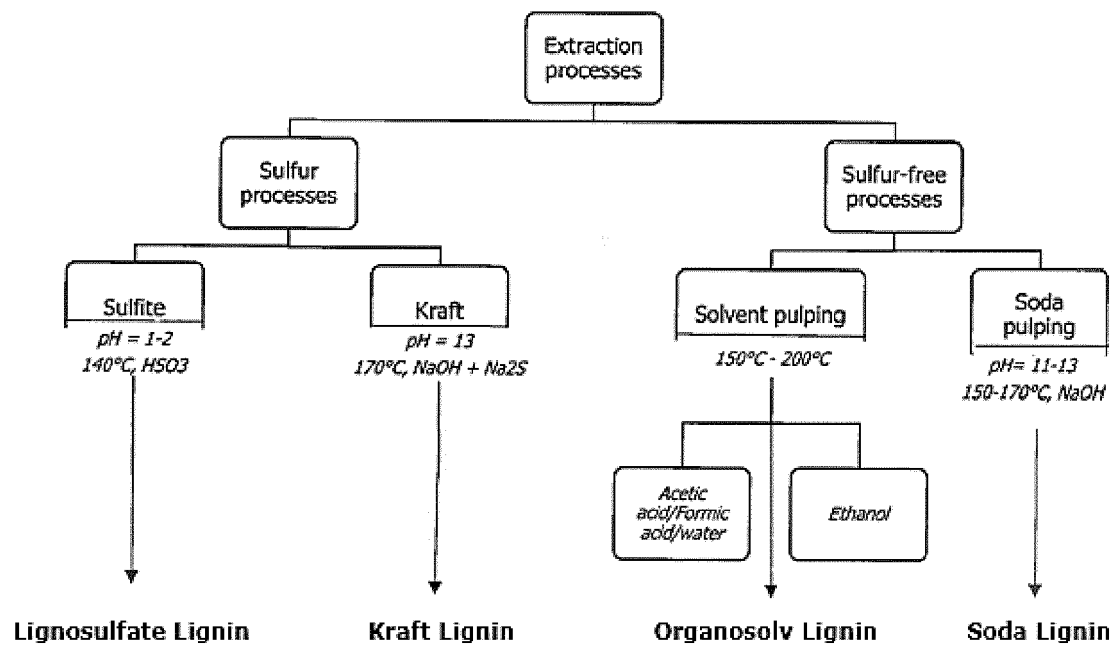 Extraction
processes
Sulfur
processes
Sulfur-free
processes
Sulfite
pH = 1-2
140°C, HSO3
Kraft
pH = 13
170°C, NaOH + Na2S
Solvent pulping
150°C - 200°C
Soda
pulping
pH= 11-13
150-170°C, NaOH
Acetic
acid/Formic
acid/water
Ethanol
Lignosulfate Lignin
Kraft Lignin
Organosolv Lignin
Soda Lignin